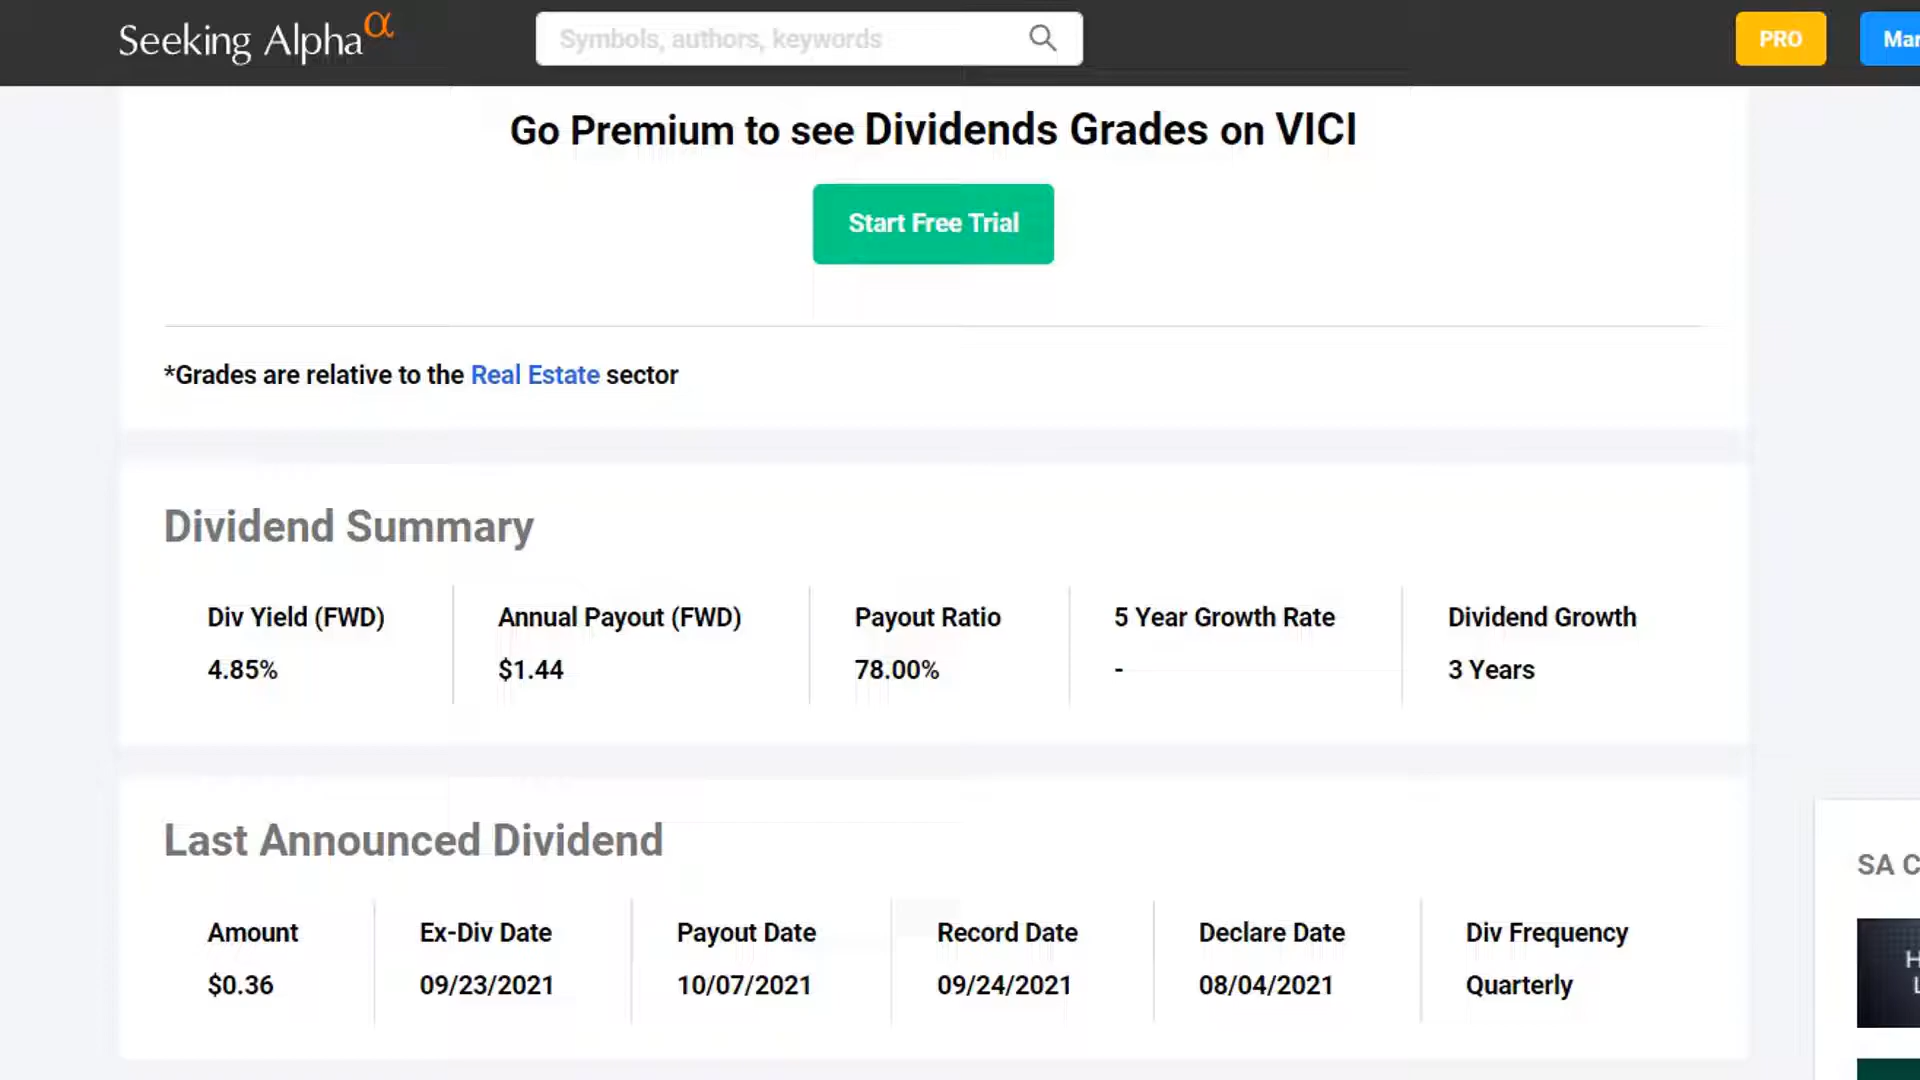 Seeking Alpha α
Symbols, authors, keywords
PRO
Go Premium to see Dividends Grades on VICI
Start Free Trial
*Grades are relative to the Real Estate sector
Dividend Summary
Div Yield (FWD) Annual Payout (FWD) Payout Ratio 5 Year Growth Rate Dividend Growth
4.85% $1.44 78.00% - 3 Years
Last Announced Dividend
SA
Amount Ex-Div Date Payout Date Record Date Declare Date Div Frequency
$0.36 09/23/2021 10/07/2021 09/24/2021 08/04/2021 Quarterly